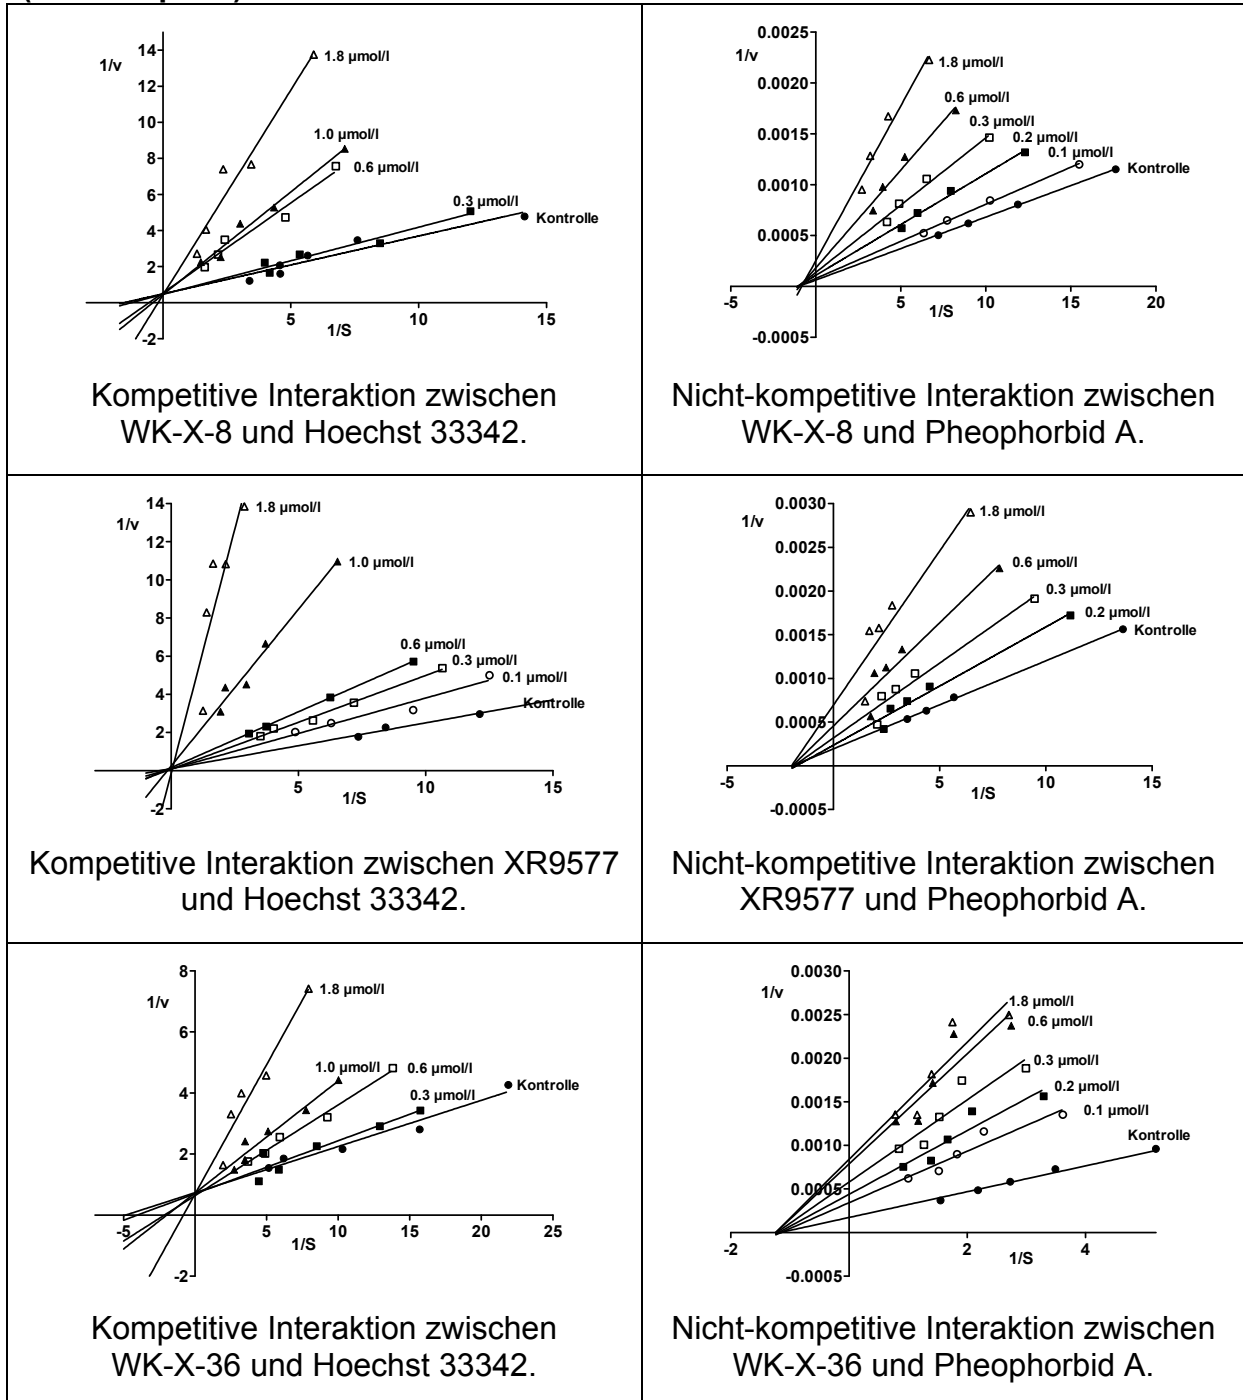 14
12
10
8
6
4
2
-2
1/v
5
10
15
1/S
1.8 µmol/l
1.0 µmol/l
0.6 µmol/l
0.3 µmol/l
Kontrolle
Kompetitive Interaktion zwischen
WK-X-8 und Hoechst 33342.
0.0025
0.0020
0.0015
0.0010
0.0005
-0.0005
1/v
-5
5
10
15
20
1/S
1.8 µmol/l
0.6 µmol/l
0.3 µmol/l
0.2 µmol/l
0.1 µmol/l
Kontrolle
Nicht-kompetitive Interaktion zwischen
WK-X-8 und Pheophorbid A.
14
12
10
8
6
4
2
-2
1/v
5
10
15
1/S
1.8 µmol/l
1.0 µmol/l
0.6 µmol/l
0.3 µmol/l
0.1 µmol/l
Kontrolle
Kompetitive Interaktion zwischen XR9577
und Hoechst 33342.
0.0030
0.0025
0.0020
0.0015
0.0010
0.0005
-0.0005
1/v
-5
5
10
15
1/S
1.8 µmol/l
0.6 µmol/l
0.3 µmol/l
0.2 µmol/l
Kontrolle
Nicht-kompetitive Interaktion zwischen
XR9577 und Pheophorbid A.
8
6
4
2
-2
1/v
-5
5
10
15
20
25
1/S
1.8 µmol/l
1.0 µmol/l
0.6 µmol/l
0.3 µmol/l
Kontrolle
Kompetitive Interaktion zwischen
WK-X-36 und Hoechst 33342.
0.0030
0.0025
0.0020
0.0015
0.0010
0.0005
-0.0005
1/v
-2
2
4
1/S
1.8 µmol/l
0.6 µmol/l
0.3 µmol/l
0.2 µmol/l
0.1 µmol/l
Kontrolle
Nicht-kompetitive Interaktion zwischen
WK-X-36 und Pheophorbid A.